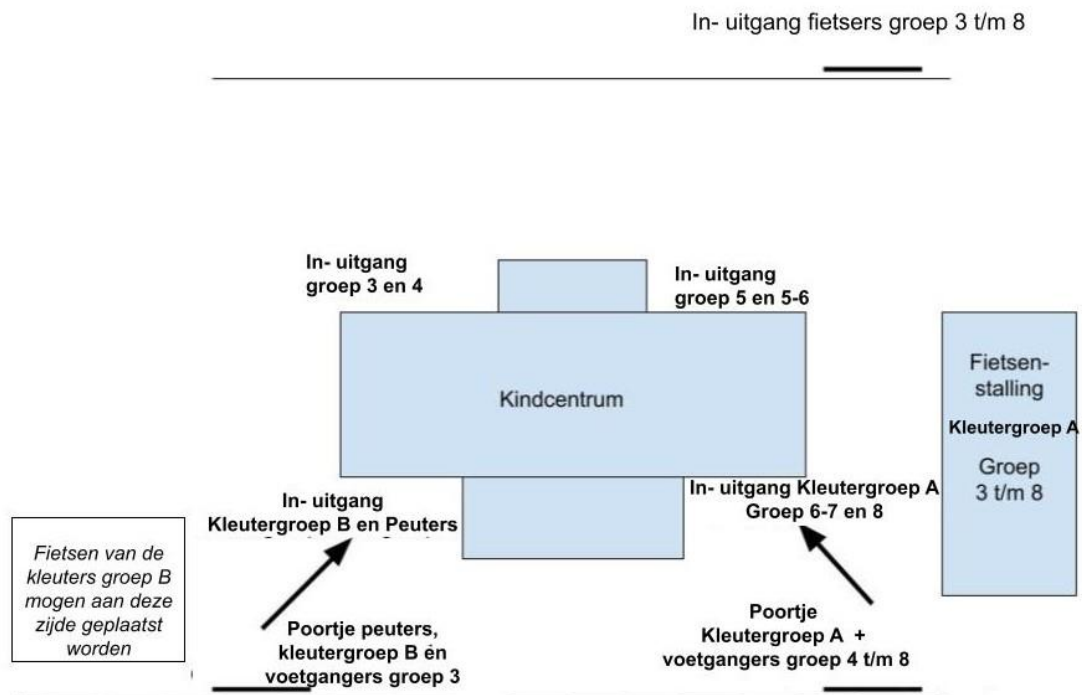 In- uitgang fietsers groep 3 t/m 8
In- uitgang
groep 3 en 4
In- uitgang
groep 5 en 5-6
Kindcentrum
Fietsen-
stalling
Kleutergroep A
Groep
3 t/m 8
In- uitgang
Kleutergroep B en Peuters
In- uitgang Kleutergroep A
Groep 6-7 en 8
Fietsen van de
kleuters groep B
mogen aan deze
zijde geplaatst
worden
Poortje peuters,
kleutergroep B én
voetgangers groep 3
Poortje
Kleutergroep A +
voetgangers groep 4 t/m 8